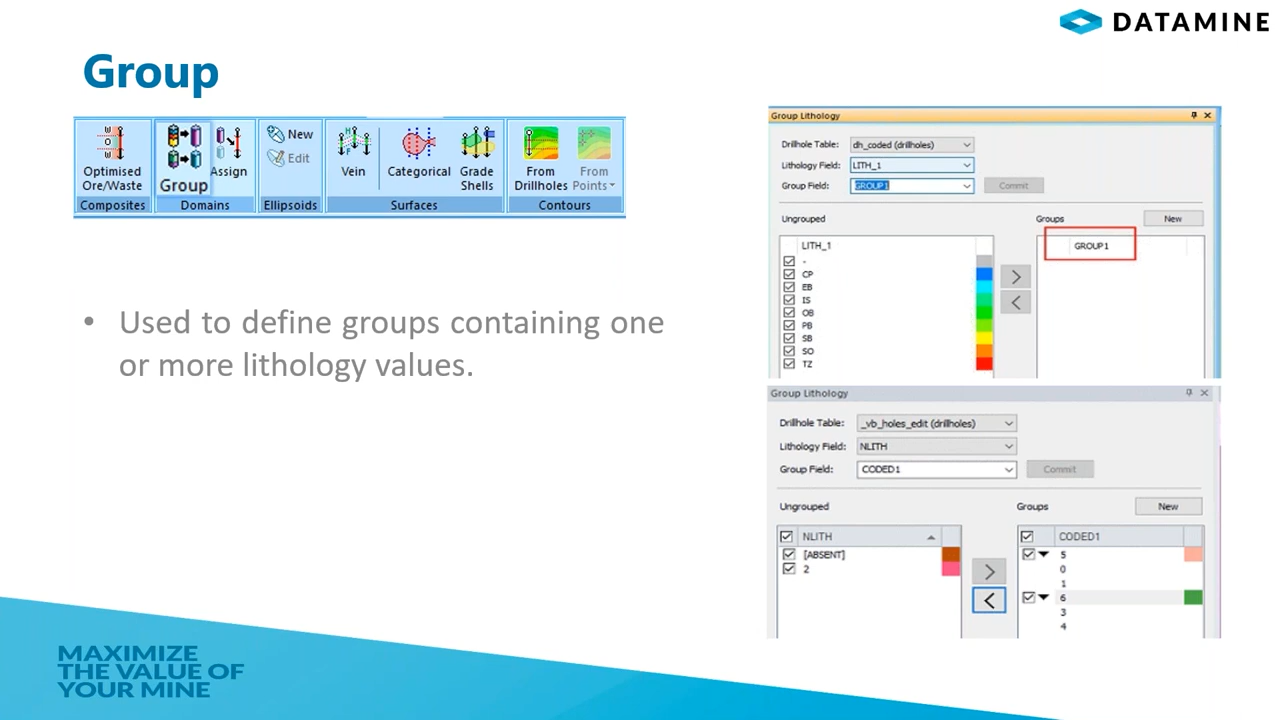 DATAMINE
Group
Optimised Ore/Waste
Group
Assign
New
Edit
Vein
Categorical
Grade Shells
From Drillholes
From Points
Composites
Domains
Ellipsoids
Surfaces
Contours
• Used to define groups containing one
or more lithology values.
Group Lithology
Drillhole Table: dh_coded (drillholes)
Lithology Field: LITH_1
Group Field: GROUP1 Commit
Ungrouped
LITH_1
-
CP
EB
IS
OB
PB
SB
SO
TZ
>
<
Groups New
GROUP1
Group Lithology
Drillhole Table: _vb_holes_edit (drillholes)
Lithology Field: NLITH
Group Field: CODED1 Commit
Ungrouped
NLITH
[ABSENT]
2
>
<
Groups New
CODED1
5
0
1
6
3
4
MAXIMIZE
THE VALUE OF
YOUR MINE